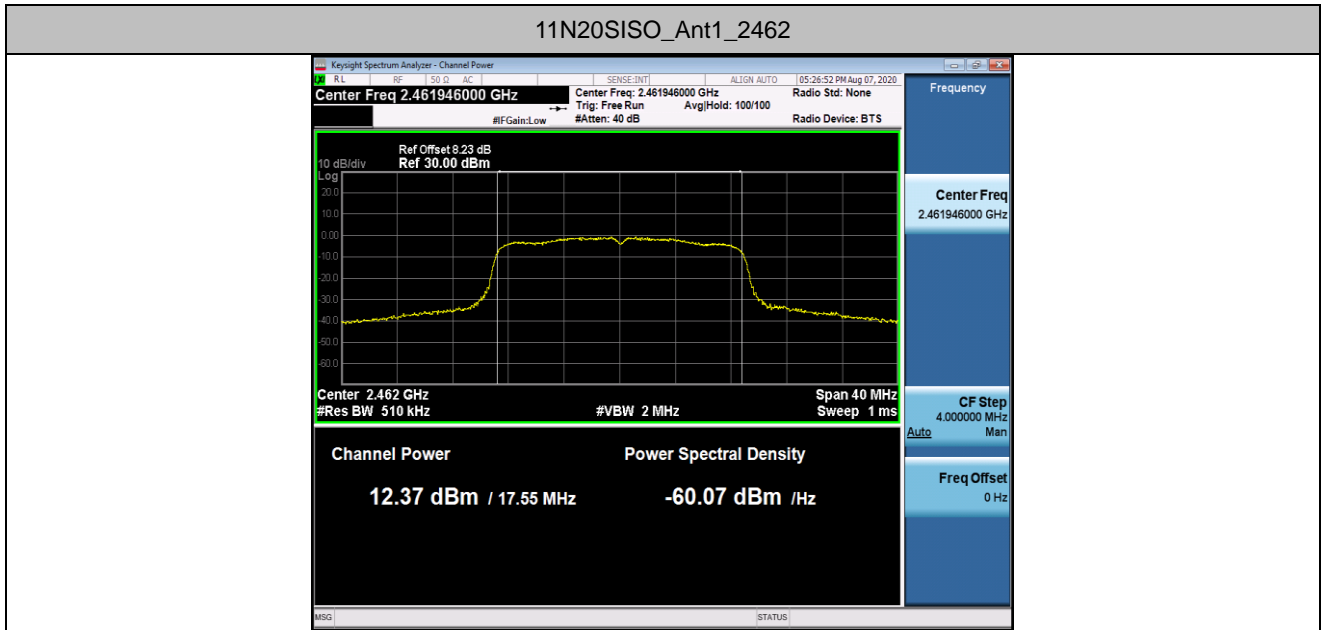 11N20SISO_Ant1_2462
Keysight Spectrum Analyzer - Channel Power
RL RF 50 Ω AC SENSE:INT ALIGN AUTO 05:26:52 PM Aug 07, 2020
Center Freq 2.461946000 GHz
Center Freq: 2.461946000 GHz
Radio Std: None
Trig: Free Run
Avg|Hold: 100/100
#IFGain:Low
#Atten: 40 dB
Radio Device: BTS
Ref Offset 8.23 dB
10 dB/div
Ref 30.00 dBm
Log
20.0
10.0
0.00
-10.0
-20.0
-30.0
-40.0
-50.0
-60.0
Center 2.462 GHz
Span 40 MHz
#Res BW 510 kHz
#VBW 2 MHz
Sweep 1 ms
Channel Power
Power Spectral Density
12.37 dBm / 17.55 MHz
-60.07 dBm /Hz
Frequency
Center Freq
2.461946000 GHz
CF Step
4.000000 MHz
Auto Man
Freq Offset
0 Hz
MSG
STATUS